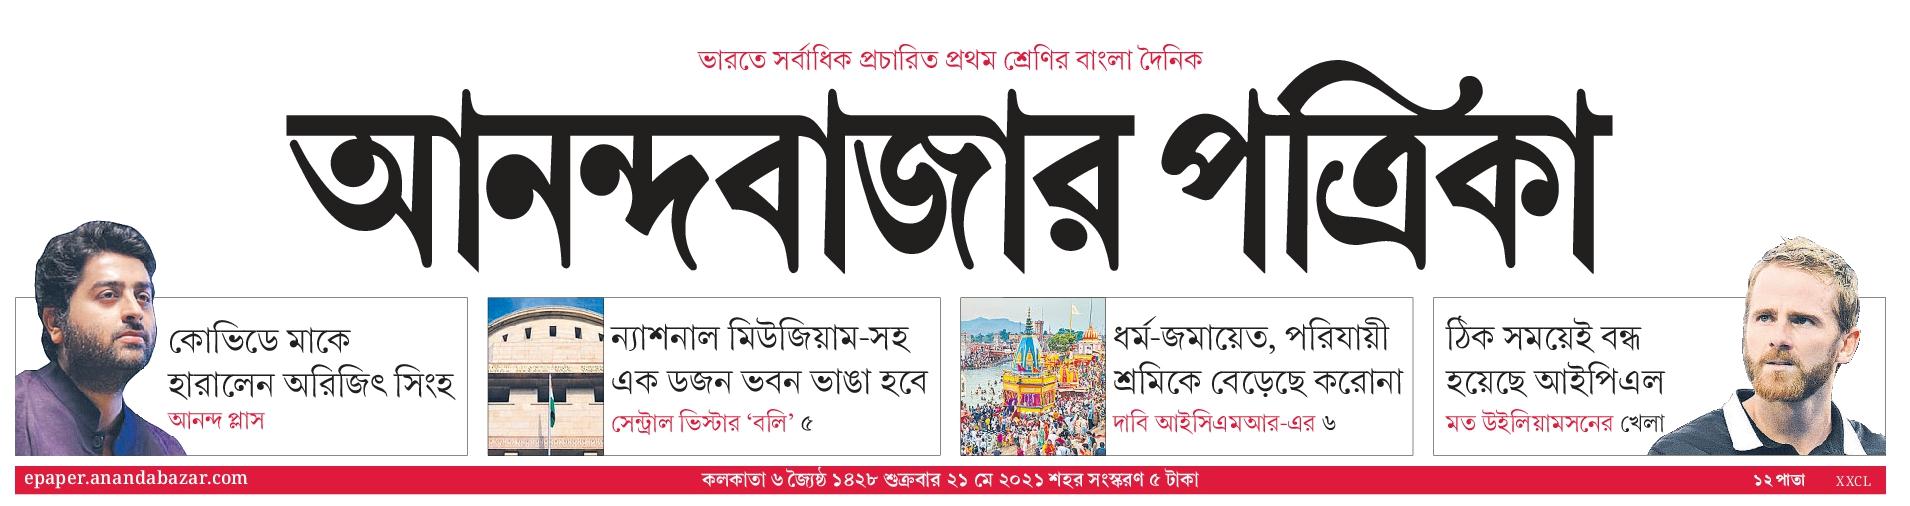 ভারতে সর্বাধিক প্রচারিত প্রথম শ্রেণির বাংলা দৈনিক
আনন্দবাজার পত্রিকা
কোভিডে মাকে
হারালেন অরিজিৎ সিংহ
আনন্দ প্লাস
ন্যাশনাল মিউজিয়াম-সহ
এক ডজন ভবন ভাঙা হবে
সেন্ট্রাল ভিস্টার ‘বলি’ ৫
ধর্ম-জমায়েত, পরিযায়ী
শ্রমিকে বেড়েছে করোনা
দাবি আইসিএমআর-এর ৬
ঠিক সময়েই বন্ধ
হয়েছে আইপিএল
মত উইলিয়ামসনের খেলা
epaper.anandabazar.com
কলকাতা ৬ জ্যৈষ্ঠ ১৪২৮ শুক্রবার ২১ মে ২০২১ শহর সংস্করণ ৫ টাকা
১২ পাতা XXCL